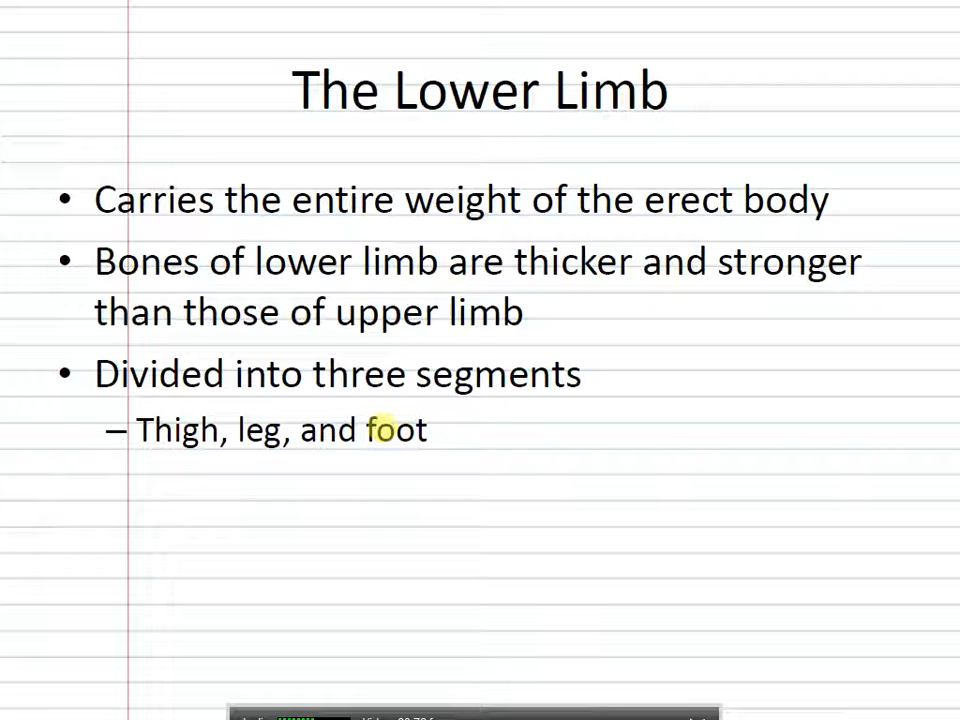 The Lower Limb
• Carries the entire weight of the erect body
• Bones of lower limb are thicker and stronger
than those of upper limb
• Divided into three segments
– Thigh, leg, and foot